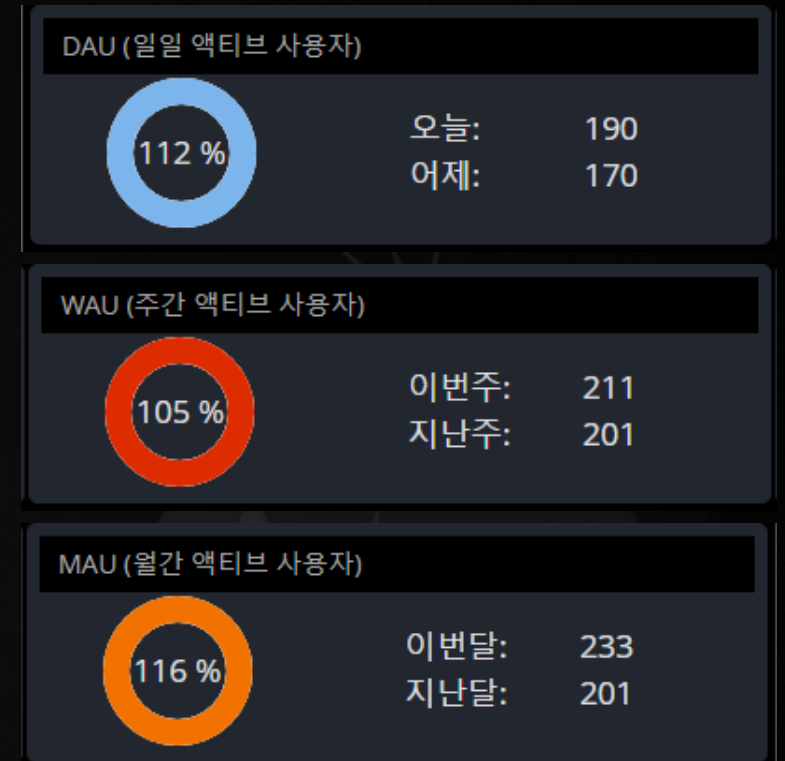 DAU (일일 액티브 사용자)
112 %
오늘: 190
어제: 170
WAU (주간 액티브 사용자)
105 %
이번주: 211
지난주: 201
MAU (월간 액티브 사용자)
116 %
이번달: 233
지난달: 201